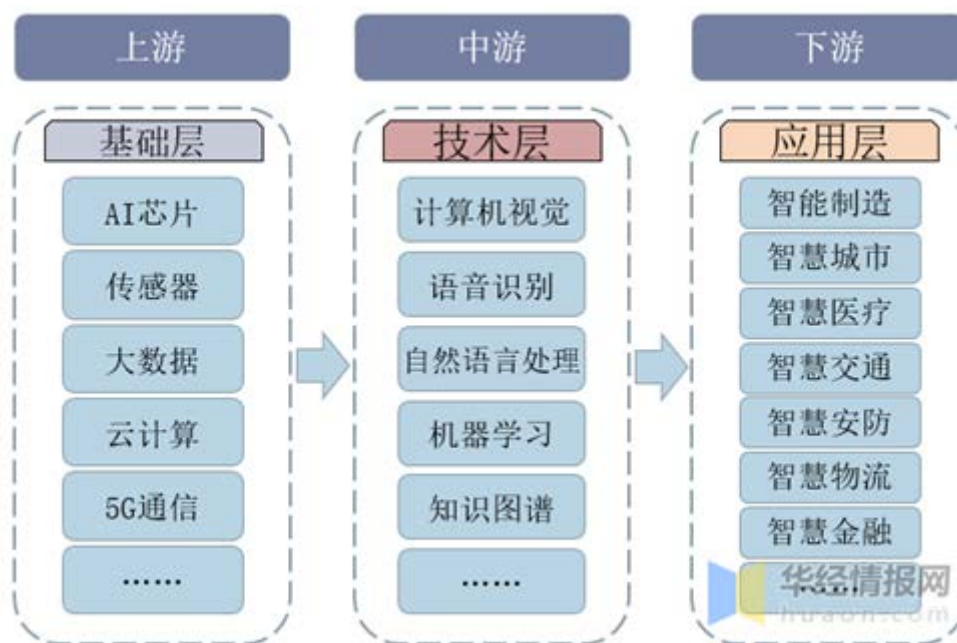 上游
基础层
AI芯片
传感器
大数据
云计算
5G通信
……
中游
技术层
计算机视觉
语音识别
自然语言处理
机器学习
知识图谱
……
下游
应用层
智能制造
智慧城市
智慧医疗
智慧交通
智慧安防
智慧物流
智慧金融
……
华经情报网
huaon.com